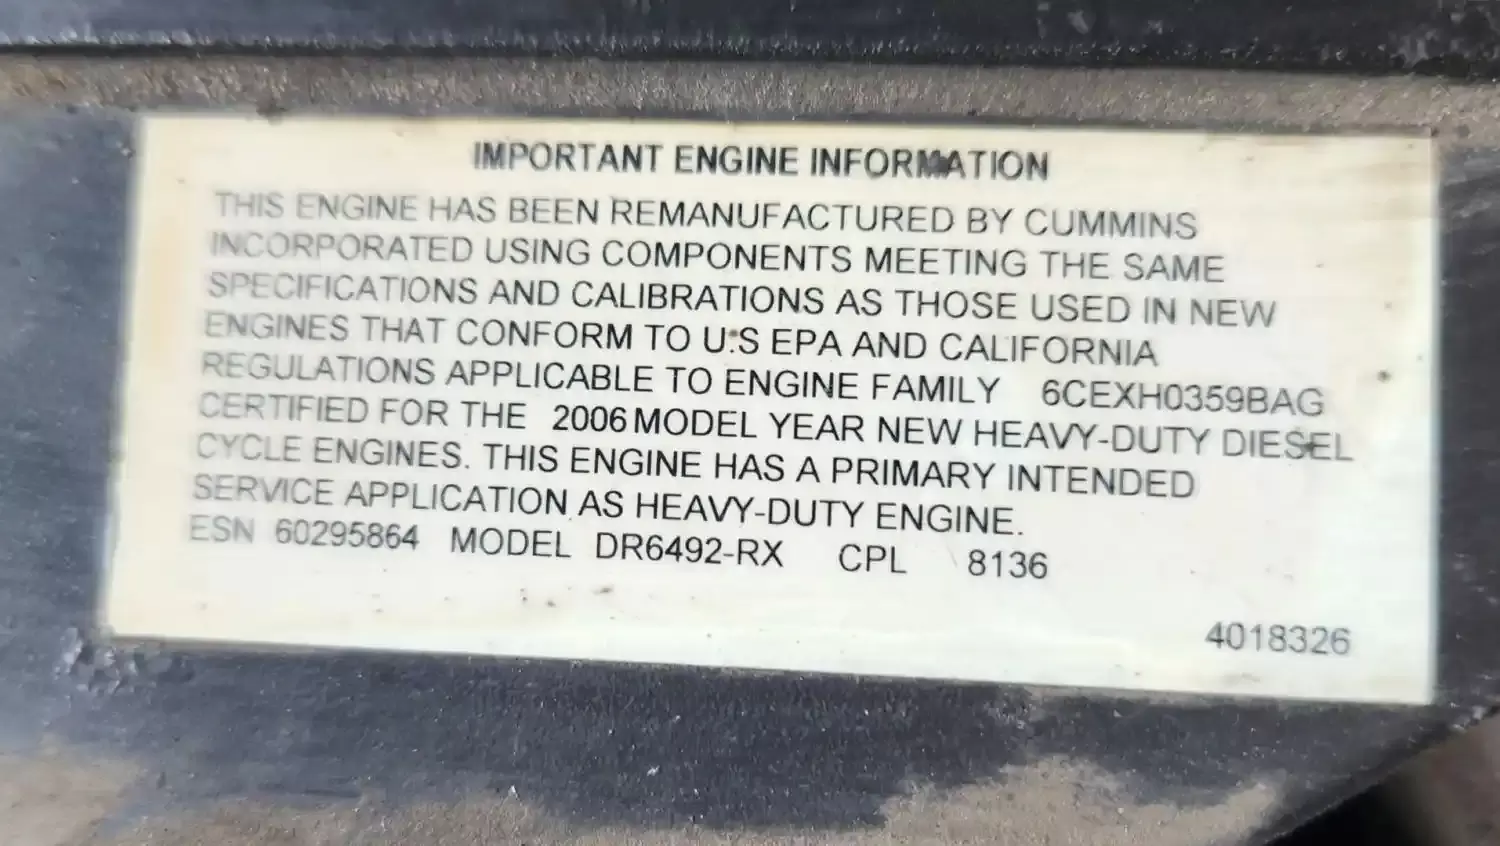 IMPORTANT ENGINE INFORMATION
THIS ENGINE HAS BEEN REMANUFACTURED BY CUMMINS
INCORPORATED USING COMPONENTS MEETING THE SAME
SPECIFICATIONS AND CALIBRATIONS AS THOSE USED IN NEW
ENGINES THAT CONFORM TO U.S EPA AND CALIFORNIA
REGULATIONS APPLICABLE TO ENGINE FAMILY 6CEXH0359BAG
CERTIFIED FOR THE 2006 MODEL YEAR NEW HEAVY-DUTY DIESEL
CYCLE ENGINES. THIS ENGINE HAS A PRIMARY INTENDED
SERVICE APPLICATION AS HEAVY-DUTY ENGINE.
ESN 60295864 MODEL DR6492-RX CPL 8136
4018326